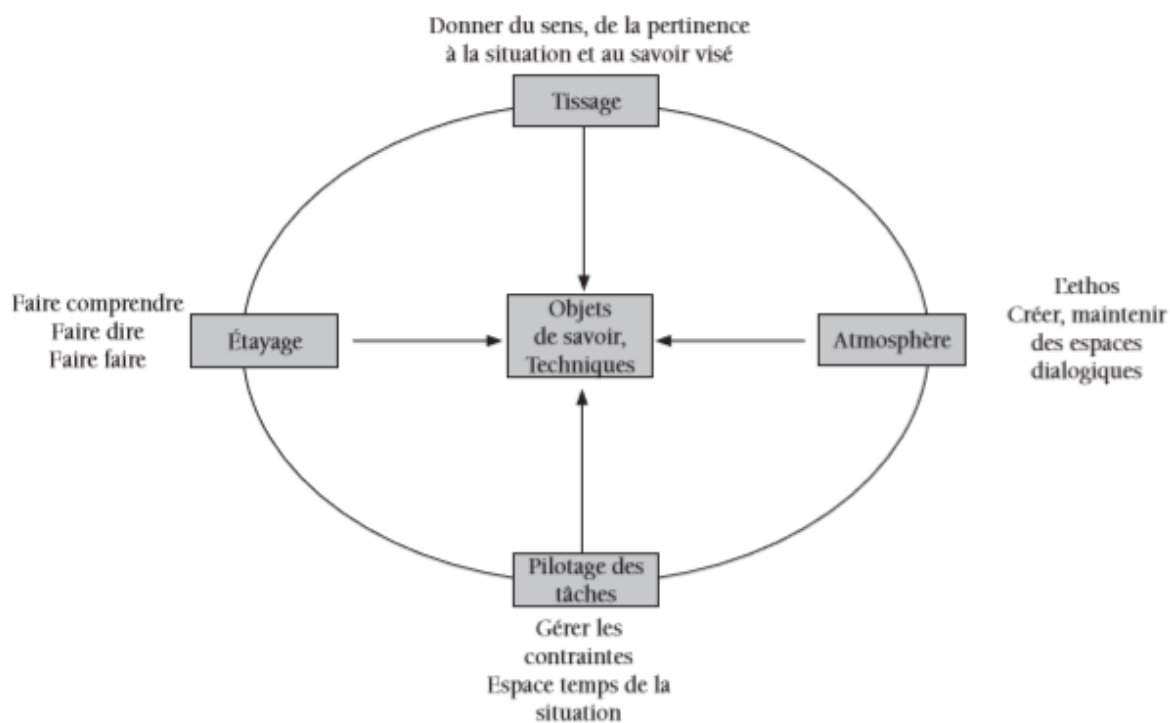 Donner du sens, de la pertinence
à la situation et au savoir visé
Tissage
Faire comprendre
Faire dire
Faire faire
Étayage
Objets
de savoir,
Techniques
Atmosphère
L'ethos
Créer, maintenir
des espaces
dialogiques
Pilotage des
tâches
Gérer les
contraintes
Espace temps de la
situation